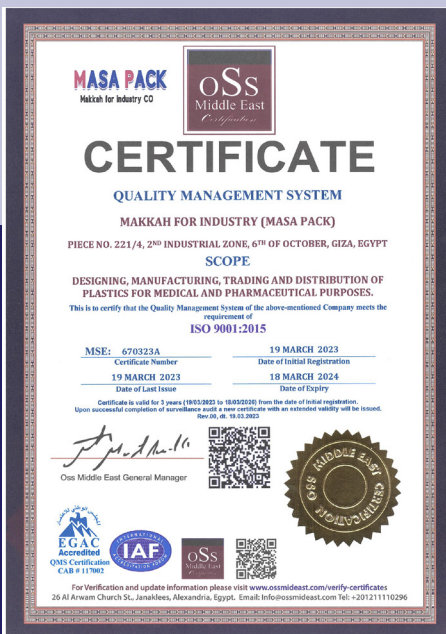 MASA PACK
Makkah for Industry CO
OSS
Middle East
Certification
CERTIFICATE
QUALITY MANAGEMENT SYSTEM
MAKKAH FOR INDUSTRY (MASA PACK)
PIECE NO. 221/4, 2ND INDUSTRIAL ZONE, 6TH OF OCTOBER, GIZA, EGYPT
SCOPE
DESIGNING, MANUFACTURING, TRADING AND DISTRIBUTION OF
PLASTICS FOR MEDICAL AND PHARMACEUTICAL PURPOSES.
This is to certify that the Quality Management System of the above-mentioned Company meets the
requirement of
ISO 9001:2015
MSE: 670323A 19 MARCH 2023
Certificate Number Date of Initial Registration
19 MARCH 2023 18 MARCH 2024
Date of Last Issue Date of Expiry
Certificate is valid for 3 years (19/03/2023 to 18/03/2026) from the date of initial registration.
Upon successful completion of surveillance audit a new certificate with an extended validity will be issued.
Rev.00, dt. 19.03.2023
Oss Middle East General Manager
OSS MIDDLE EAST CERTIFICATION
EGAC
Accredited
QMS Certification
CAB # 117002
INTERNATIONAL
IAF
ACCREDITATION FORUM
OSS
Middle East
For Verification and update information please visit www.ossmideast.com/verify-certificates
26 Al Arwam Church St., Janaklees, Alexandria, Egypt. Email: Info@ossmideast.com Tel: +201211110296